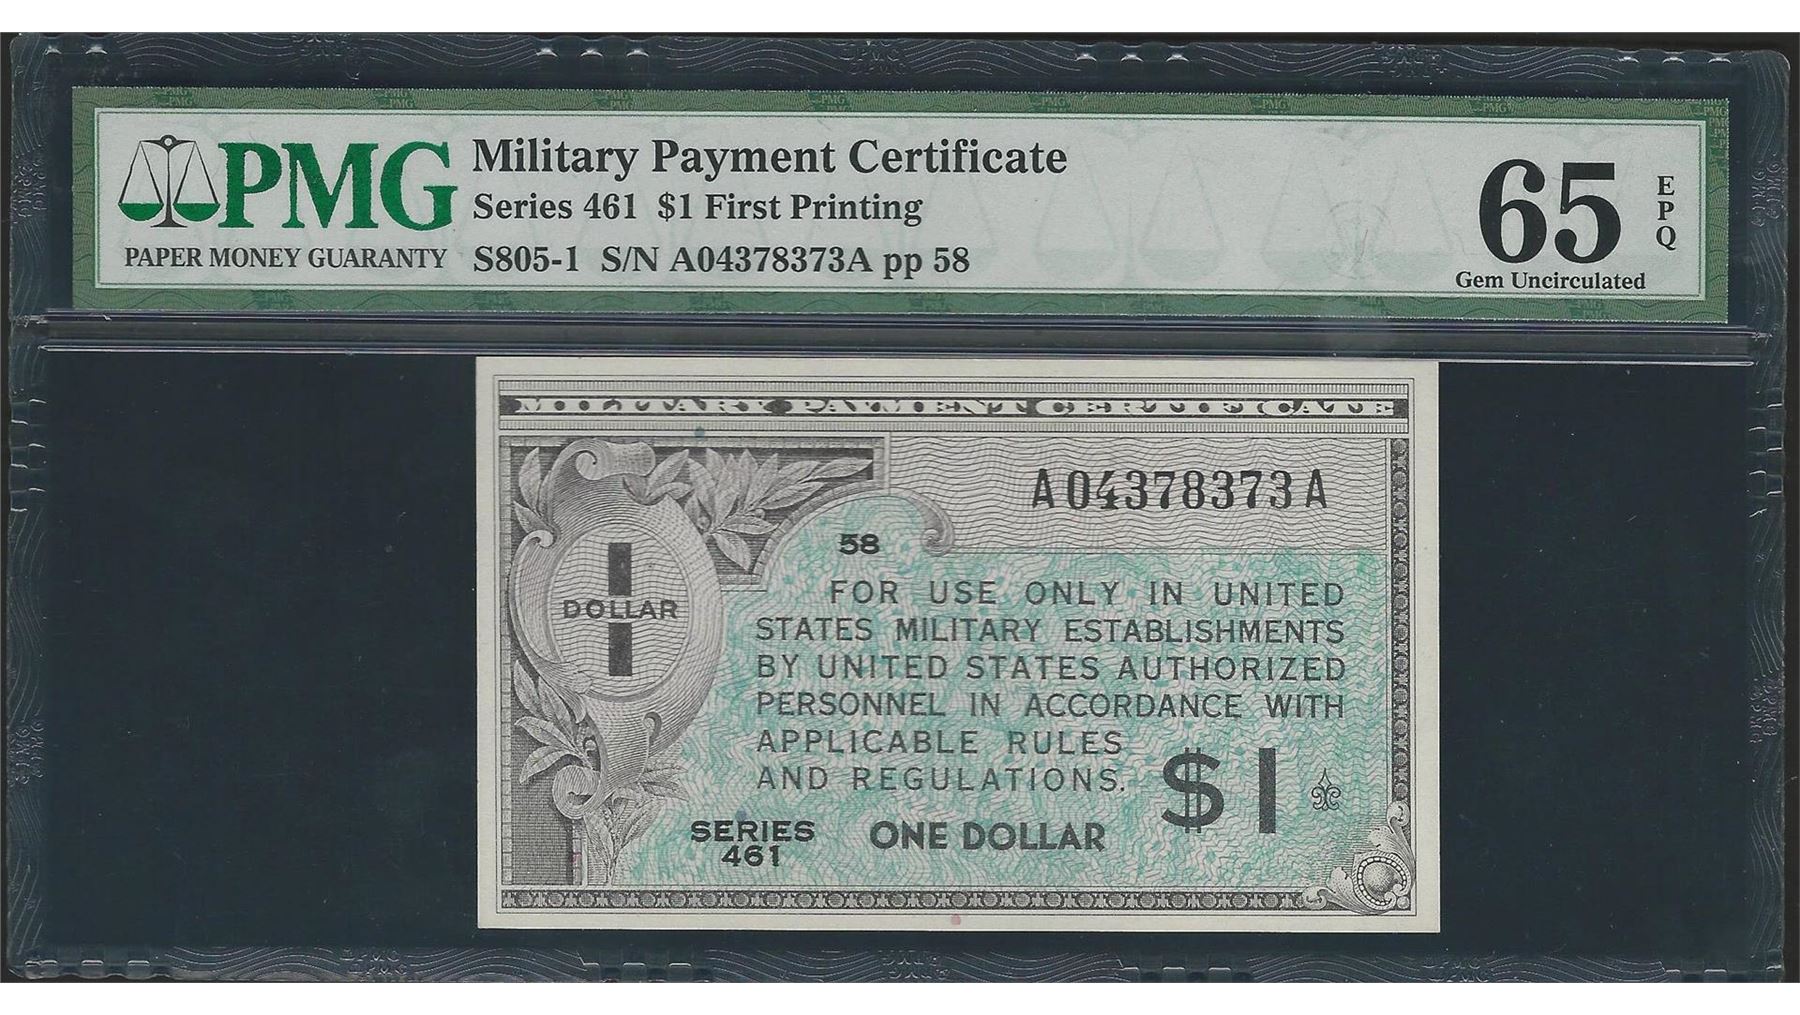 PMG
PAPER MONEY GUARANTY
Military Payment Certificate
Series 461 $1 First Printing
S805-1 S/N A04378373A pp 58
65
EPQ
Gem Uncirculated
MILITARY PAYMENT CERTIFICATE
A04378373A
58
1
DOLLAR
FOR USE ONLY IN UNITED
STATES MILITARY ESTABLISHMENTS
BY UNITED STATES AUTHORIZED
PERSONNEL IN ACCORDANCE WITH
APPLICABLE RULES
AND REGULATIONS.
$1
SERIES
461
ONE DOLLAR